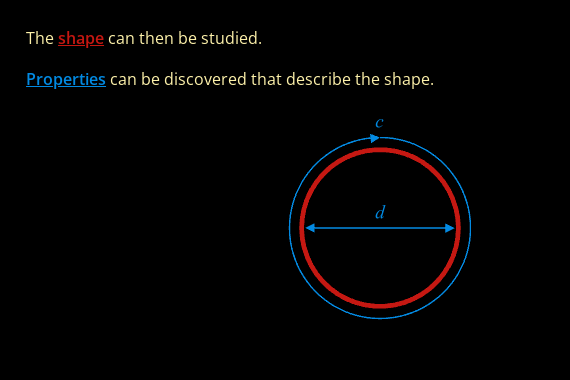 The shape can then be studied.
Properties can be discovered that describe the shape.
c
d